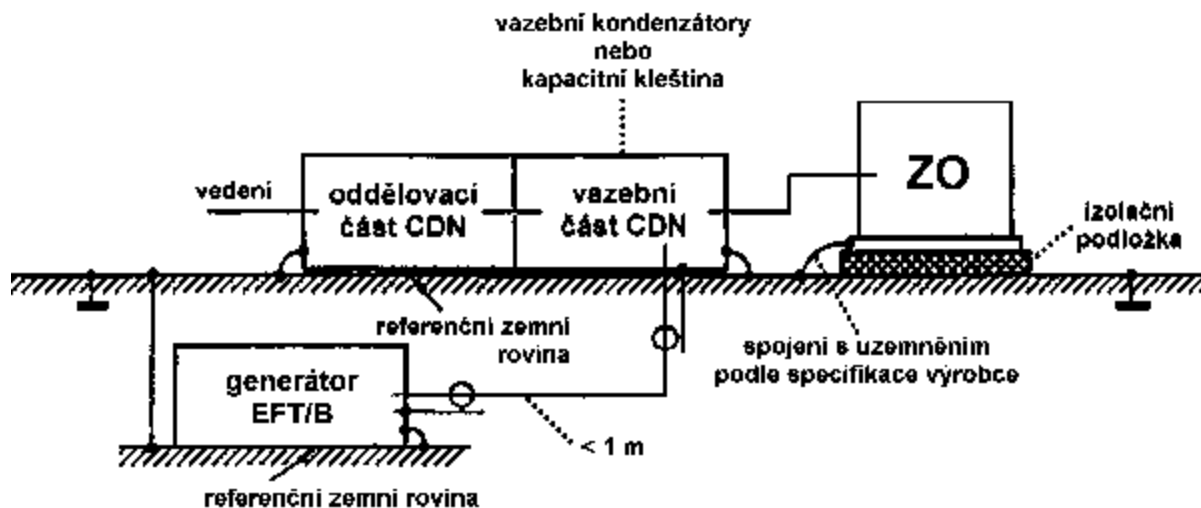 vazební kondenzátory
nebo
kapacitní kleština
ZO
vedení
oddělovací
část CDN
vazební
část CDN
izolační
podložka
referenční zemní
rovina
spojení s uzemněním
podle specifikace výrobce
generátor
EFT/B
< 1 m
referenční zemní rovina